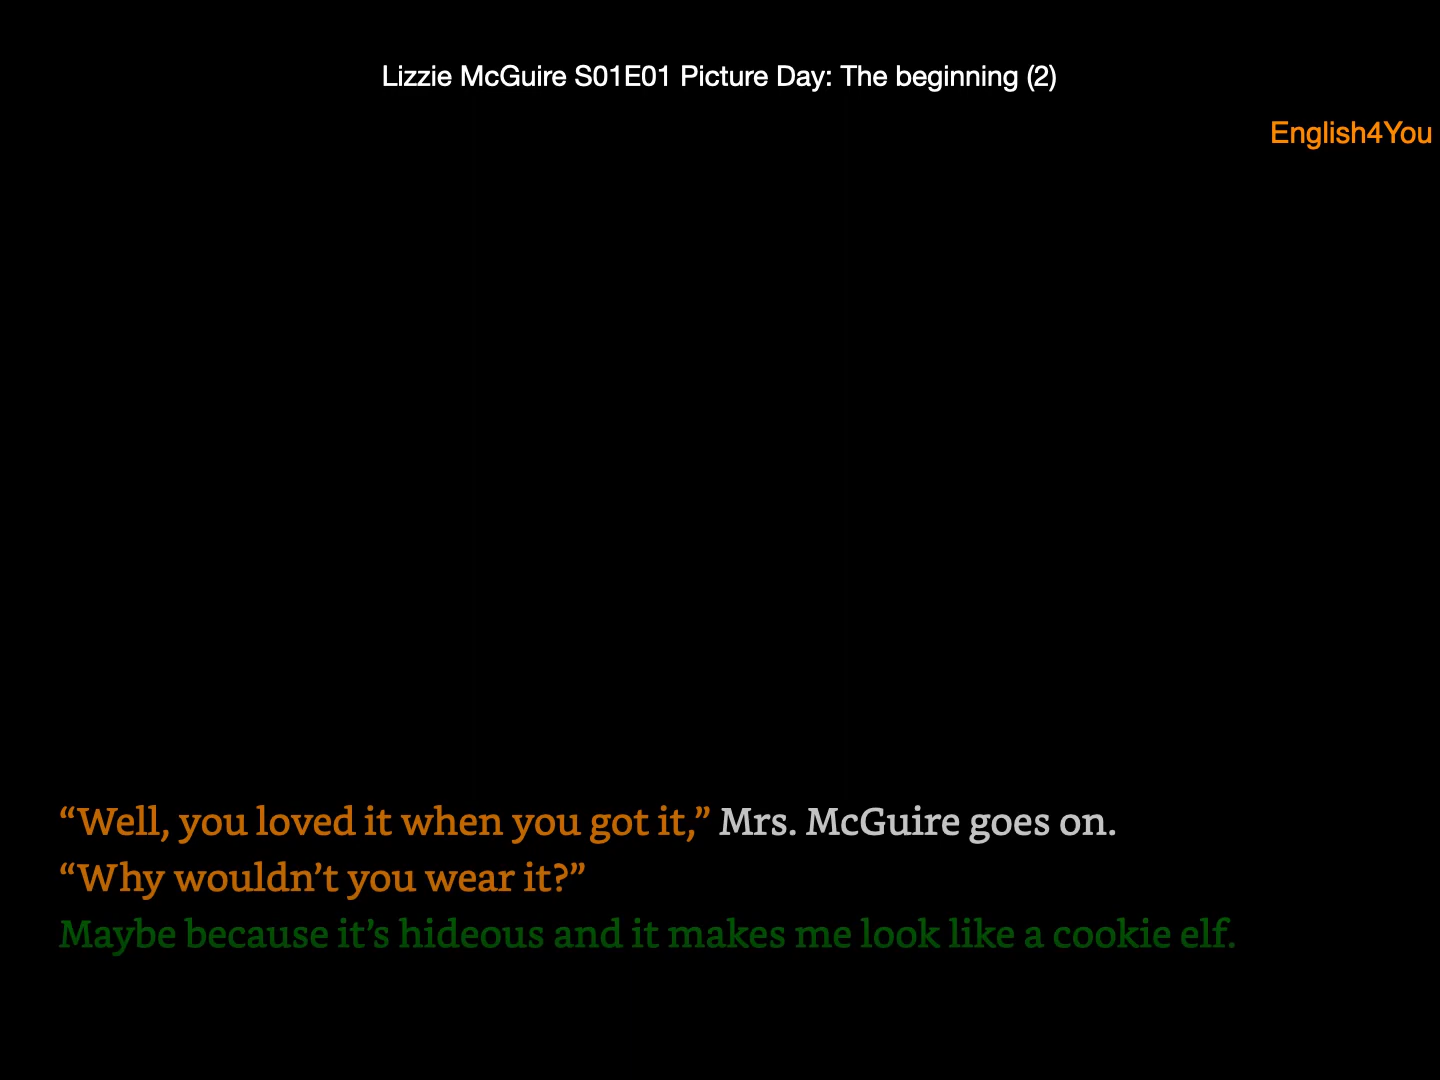 Lizzie McGuire S01E01 Picture Day: The beginning (2)
English4You
“Well, you loved it when you got it,” Mrs. McGuire goes on.
“Why wouldn’t you wear it?”
Maybe because it’s hideous and it makes me look like a cookie elf.